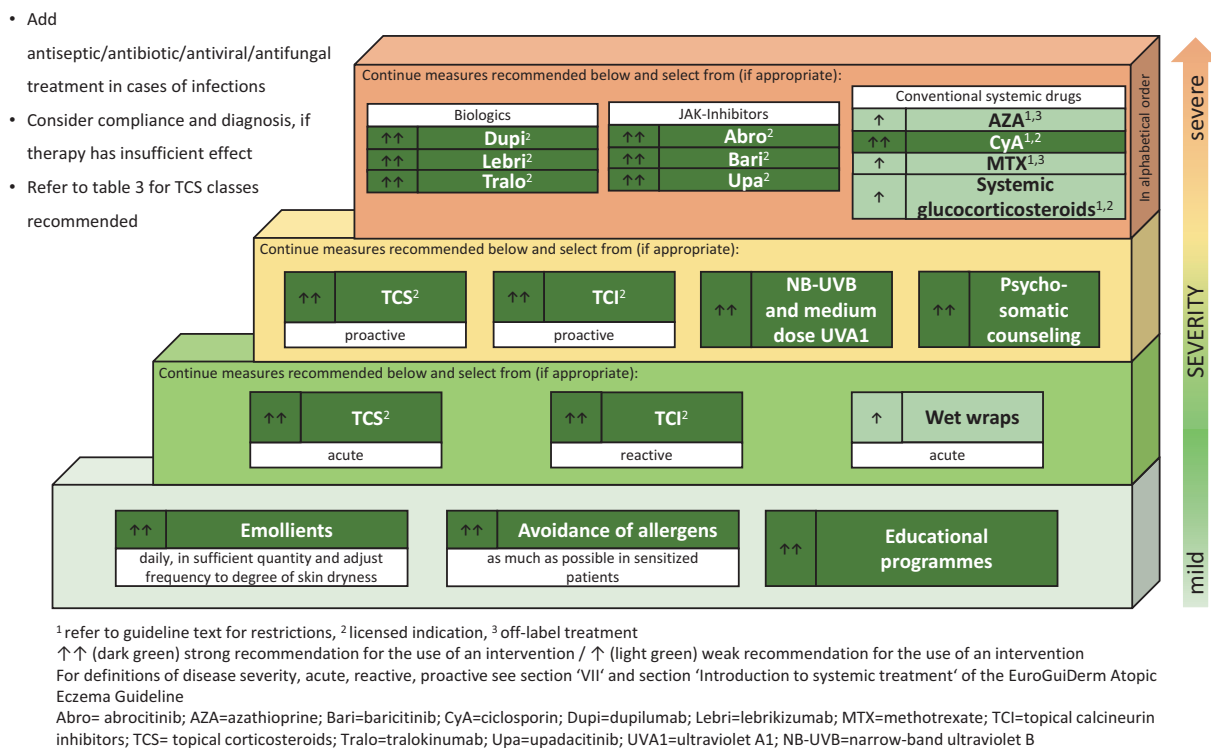 • Add
antiseptic/antibiotic/antiviral/antifungal
treatment in cases of infections
• Consider compliance and diagnosis, if
therapy has insufficient effect
• Refer to table 3 for TCS classes
recommended
Continue measures recommended below and select from (if appropriate):
Biologics
↑↑ Dupi²
↑↑ Lebri²
↑↑ Tralo²
JAK-Inhibitors
↑↑ Abro²
↑↑ Bari²
↑↑ Upa²
Conventional systemic drugs
↑ AZA¹,³
↑↑ CyA¹,²
↑ MTX¹,³
↑ Systemic
glucocorticosteroids¹,²
In alphabetical order
Continue measures recommended below and select from (if appropriate):
↑↑ TCS²
proactive
↑↑ TCI²
proactive
↑↑ NB-UVB
and medium
dose UVA1
↑↑ Psycho-
somatic
counseling
Continue measures recommended below and select from (if appropriate):
↑↑ TCS²
acute
↑↑ TCI²
reactive
↑ Wet wraps
acute
↑↑ Emollients
daily, in sufficient quantity and adjust
frequency to degree of skin dryness
↑↑ Avoidance of allergens
as much as possible in sensitized
patients
↑↑ Educational
programmes
severe
SEVERITY
mild
¹ refer to guideline text for restrictions, ² licensed indication, ³ off-label treatment
↑↑ (dark green) strong recommendation for the use of an intervention / ↑ (light green) weak recommendation for the use of an intervention
For definitions of disease severity, acute, reactive, proactive see section ‘VII’ and section ‘Introduction to systemic treatment‘ of the EuroGuiDerm Atopic
Eczema Guideline
Abro= abrocitinib; AZA=azathioprine; Bari=baricitinib; CyA=ciclosporin; Dupi=dupilumab; Lebri=lebrikizumab; MTX=methotrexate; TCI=topical calcineurin
inhibitors; TCS= topical corticosteroids; Tralo=tralokinumab; Upa=upadacitinib; UVA1=ultraviolet A1; NB-UVB=narrow-band ultraviolet B